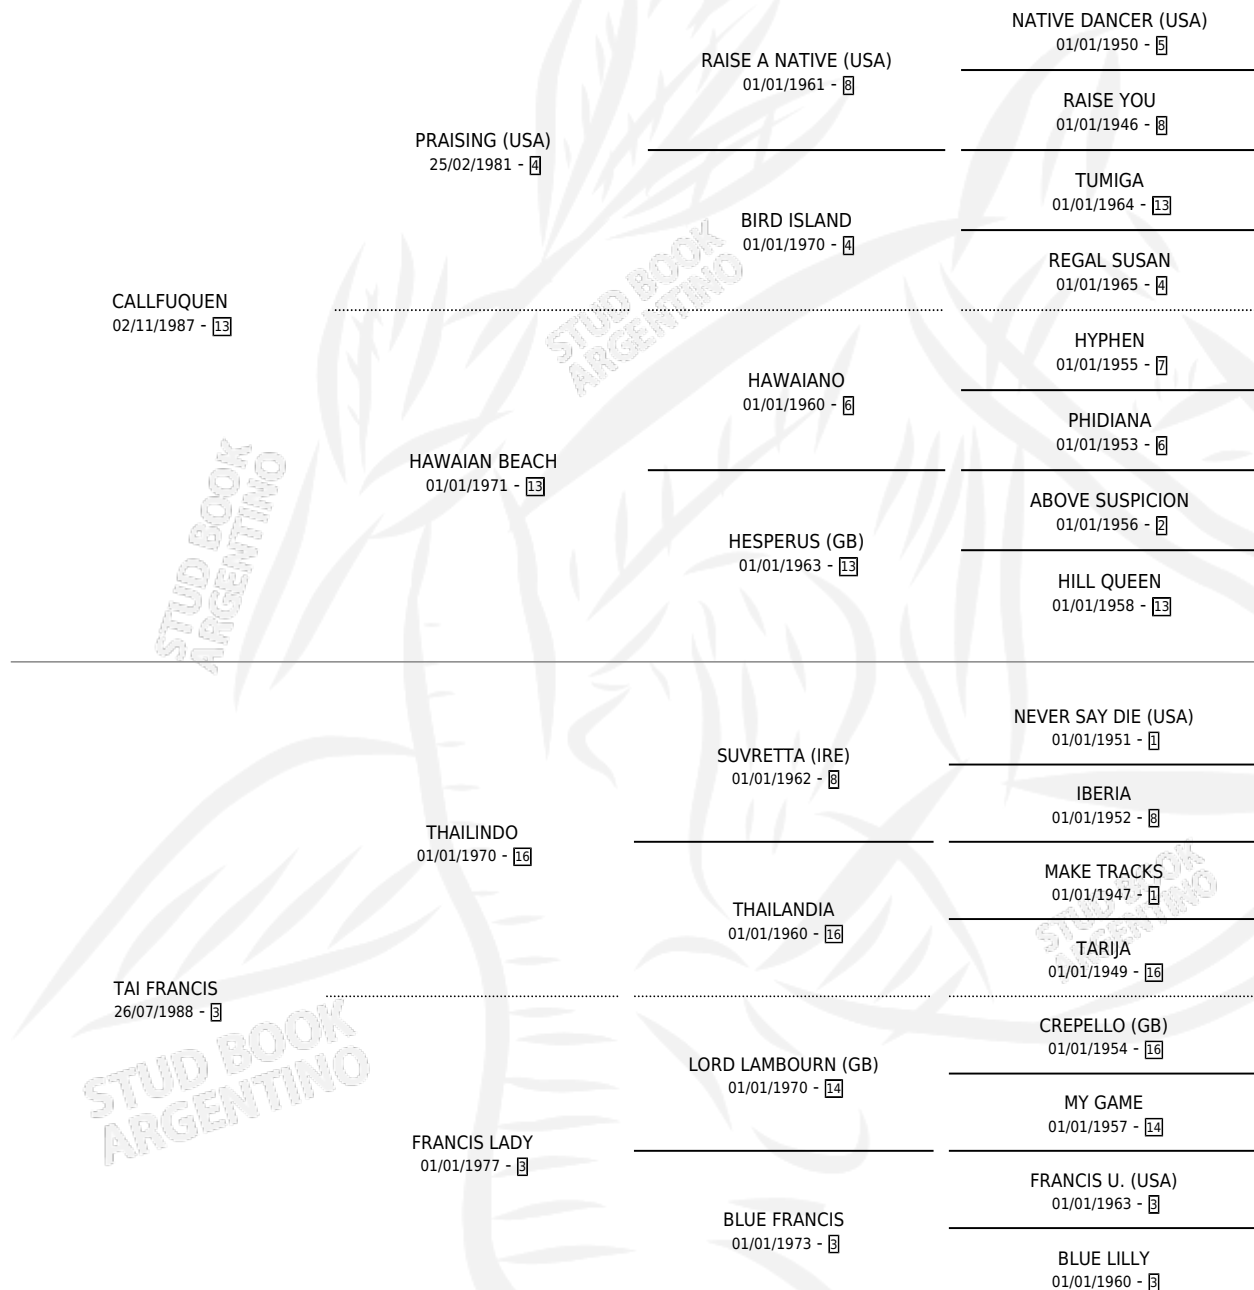 NATIVE DANCER (USA)
01/01/1950 - 5
RAISE A NATIVE (USA)
01/01/1961 - 8
RAISE YOU
01/01/1946 - 8
PRAISING (USA)
25/02/1981 - 4
TUMIGA
01/01/1964 - 13
BIRD ISLAND
01/01/1970 - 4
REGAL SUSAN
01/01/1965 - 4
CALLFUQUEN
02/11/1987 - 13
HYPHEN
01/01/1955 - 7
HAWAIANO
01/01/1960 - 6
PHIDIANA
01/01/1953 - 6
HAWAIAN BEACH
01/01/1971 - 13
ABOVE SUSPICION
01/01/1956 - 2
HESPERUS (GB)
01/01/1963 - 13
HILL QUEEN
01/01/1958 - 13
NEVER SAY DIE (USA)
01/01/1951 - 1
SUVRETTA (IRE)
01/01/1962 - 8
IBERIA
01/01/1952 - 8
THAILINDO
01/01/1970 - 16
MAKE TRACKS
01/01/1947 - 1
THAILANDIA
01/01/1960 - 16
TARIJA
01/01/1949 - 16
TAI FRANCIS
26/07/1988 - 3
CREPELLO (GB)
01/01/1954 - 16
LORD LAMBOURN (GB)
01/01/1970 - 14
MY GAME
01/01/1957 - 14
FRANCIS LADY
01/01/1977 - 3
FRANCIS U. (USA)
01/01/1963 - 3
BLUE FRANCIS
01/01/1973 - 3
BLUE LILLY
01/01/1960 - 3
STUD BOOK
ARGENTINO
STUD BOOK
ARGENTINO
STUD BOOK
ARGENTINO
STUD BOOK
ARGENTINO